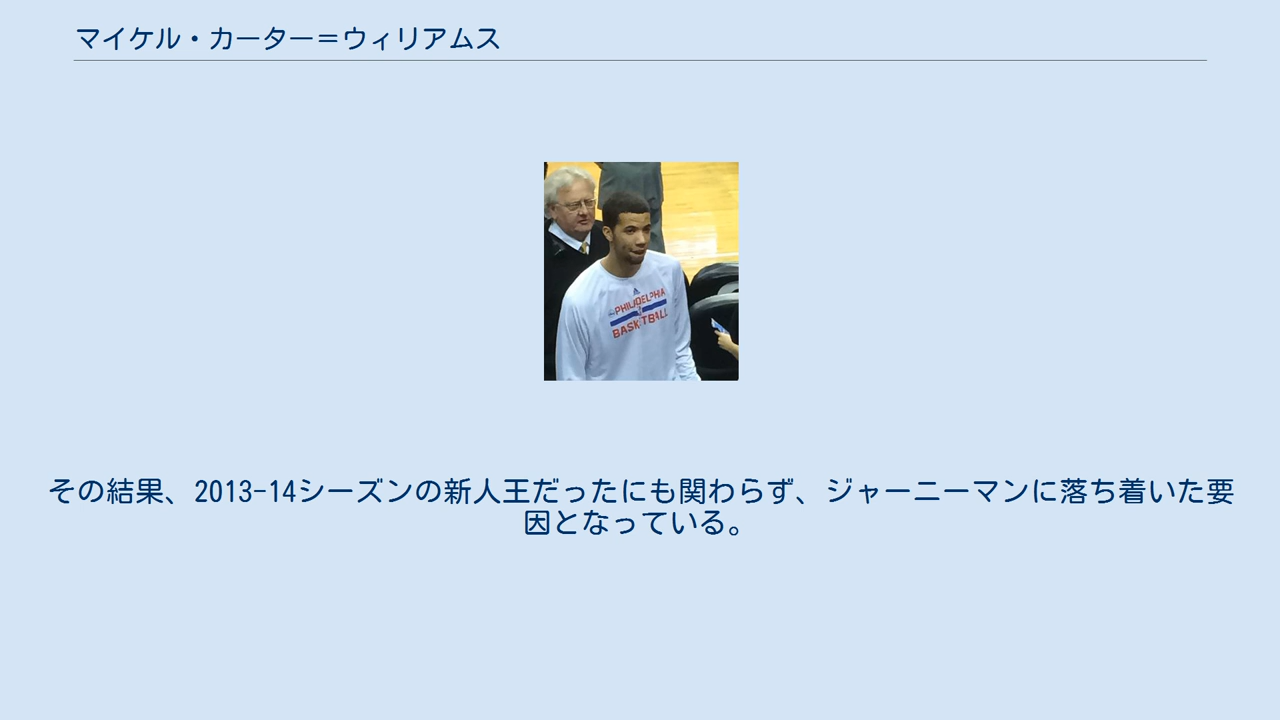 マイケル・カーター＝ウィリアムス
PHILADELPHIA
BASKETBALL
その結果、2013-14シーズンの新人王だったにも関わらず、ジャーニーマンに落ち着いた要
因となっている。